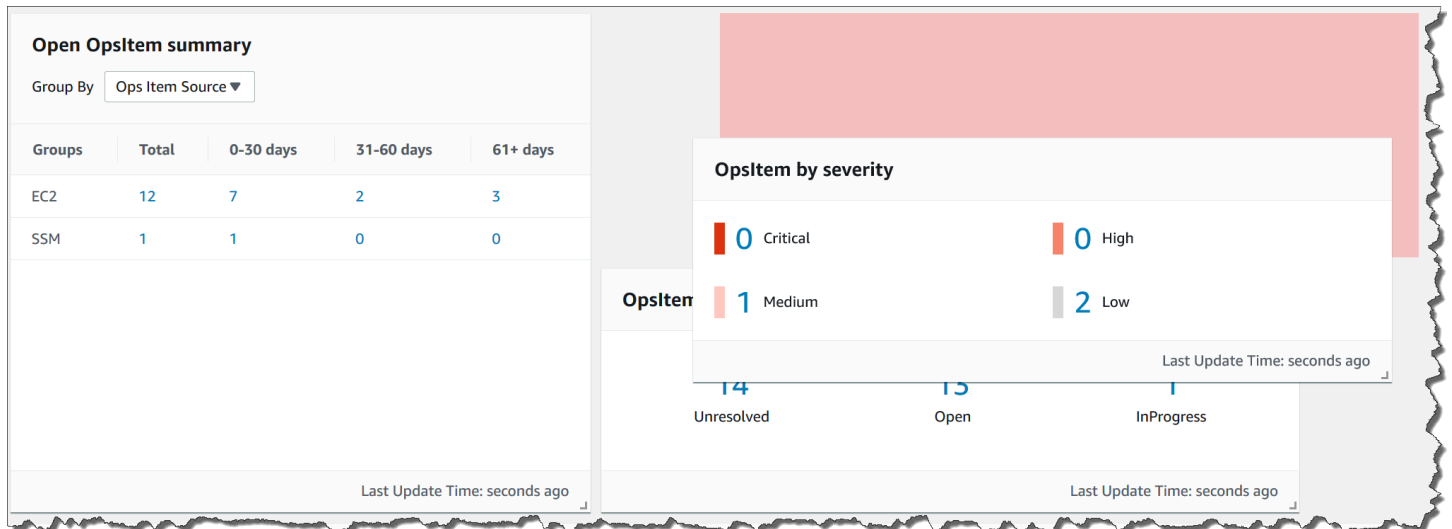 Open OpsItem summary
Group By Ops Item Source
Groups Total 0-30 days 31-60 days 61+ days
EC2 12 7 2 3
SSM 1 1 0 0
Last Update Time: seconds ago
OpsItem by severity
0 Critical 0 High
1 Medium 2 Low
Last Update Time: seconds ago
OpsItem
14 13 1
Unresolved Open InProgress
Last Update Time: seconds ago